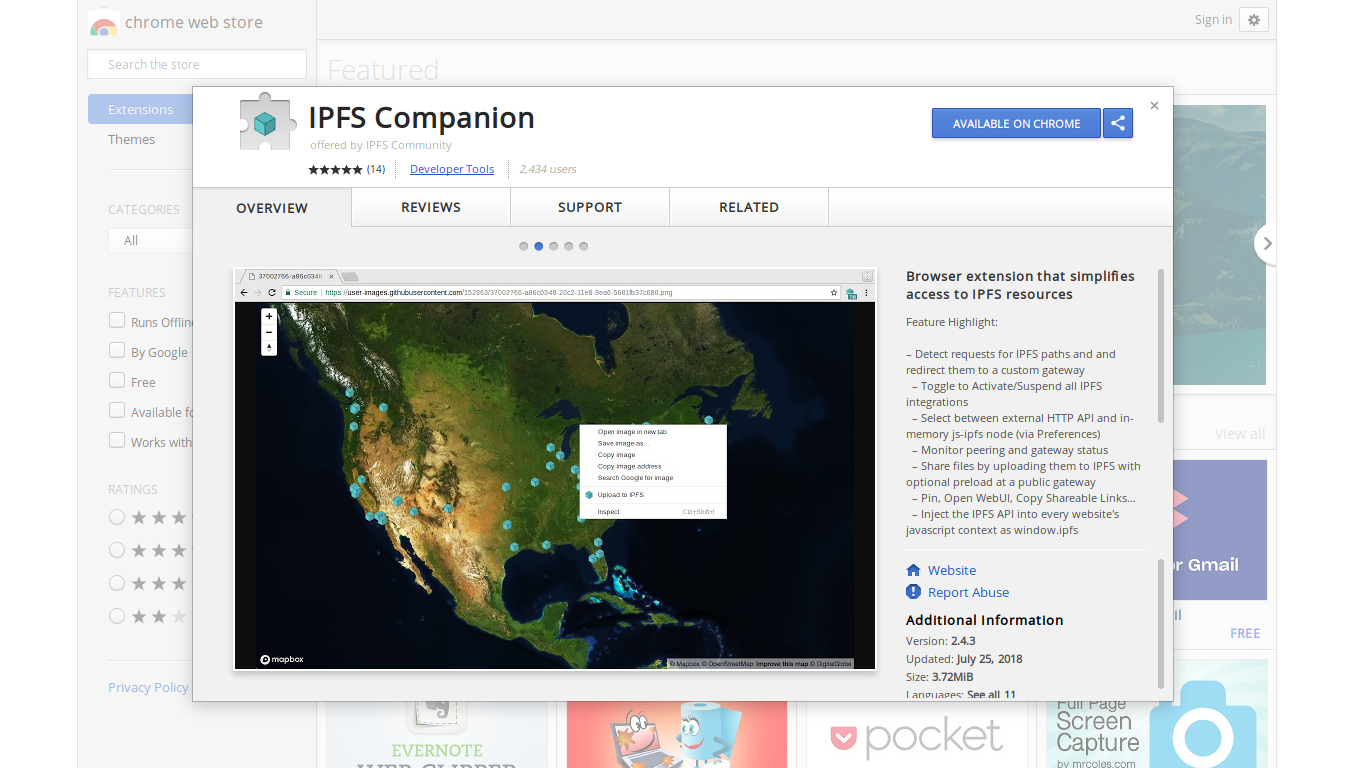 chrome web store
Sign in
Search the store
Featured
Extensions
Themes
CATEGORIES
All
FEATURES
Runs Offlin
By Google
Free
Available fo
Works with
RATINGS
Privacy Policy
IPFS Companion
offered by IPFS Community
(14)
Developer Tools
2,434 users
AVAILABLE ON CHROME
OVERVIEW
REVIEWS
SUPPORT
RELATED
37002766-a86c0348
Secure
https://user-images.githubusercontent.com/152863/37002766-a86c0348-20c2-11e8-9ea6-5681fb37c680.png
Open image in new tab
Save image as...
Copy image
Copy image address
Search Google for image
Upload to IPFS
Inspect Ctrl+Shift+I
mapbox
© Mapbox © OpenStreetMap Improve this map © DigitalGlobe
Browser extension that simplifies
access to IPFS resources
Feature Highlight:
– Detect requests for IPFS paths and and
redirect them to a custom gateway
– Toggle to Activate/Suspend all IPFS
integrations
– Select between external HTTP API and in-
memory js-ipfs node (via Preferences)
– Monitor peering and gateway status
– Share files by uploading them to IPFS with
optional preload at a public gateway
– Pin, Open WebUI, Copy Shareable Links...
– Inject the IPFS API into every website's
javascript context as window.ipfs
Website
Report Abuse
Additional Information
Version: 2.4.3
Updated: July 25, 2018
Size: 3.72MiB
Languages: See all 11
View all
or Gmail
FREE
EVERNOTE
WEB CLIPPER
pocket
Full Page
Screen
Capture
by mrcoles.com